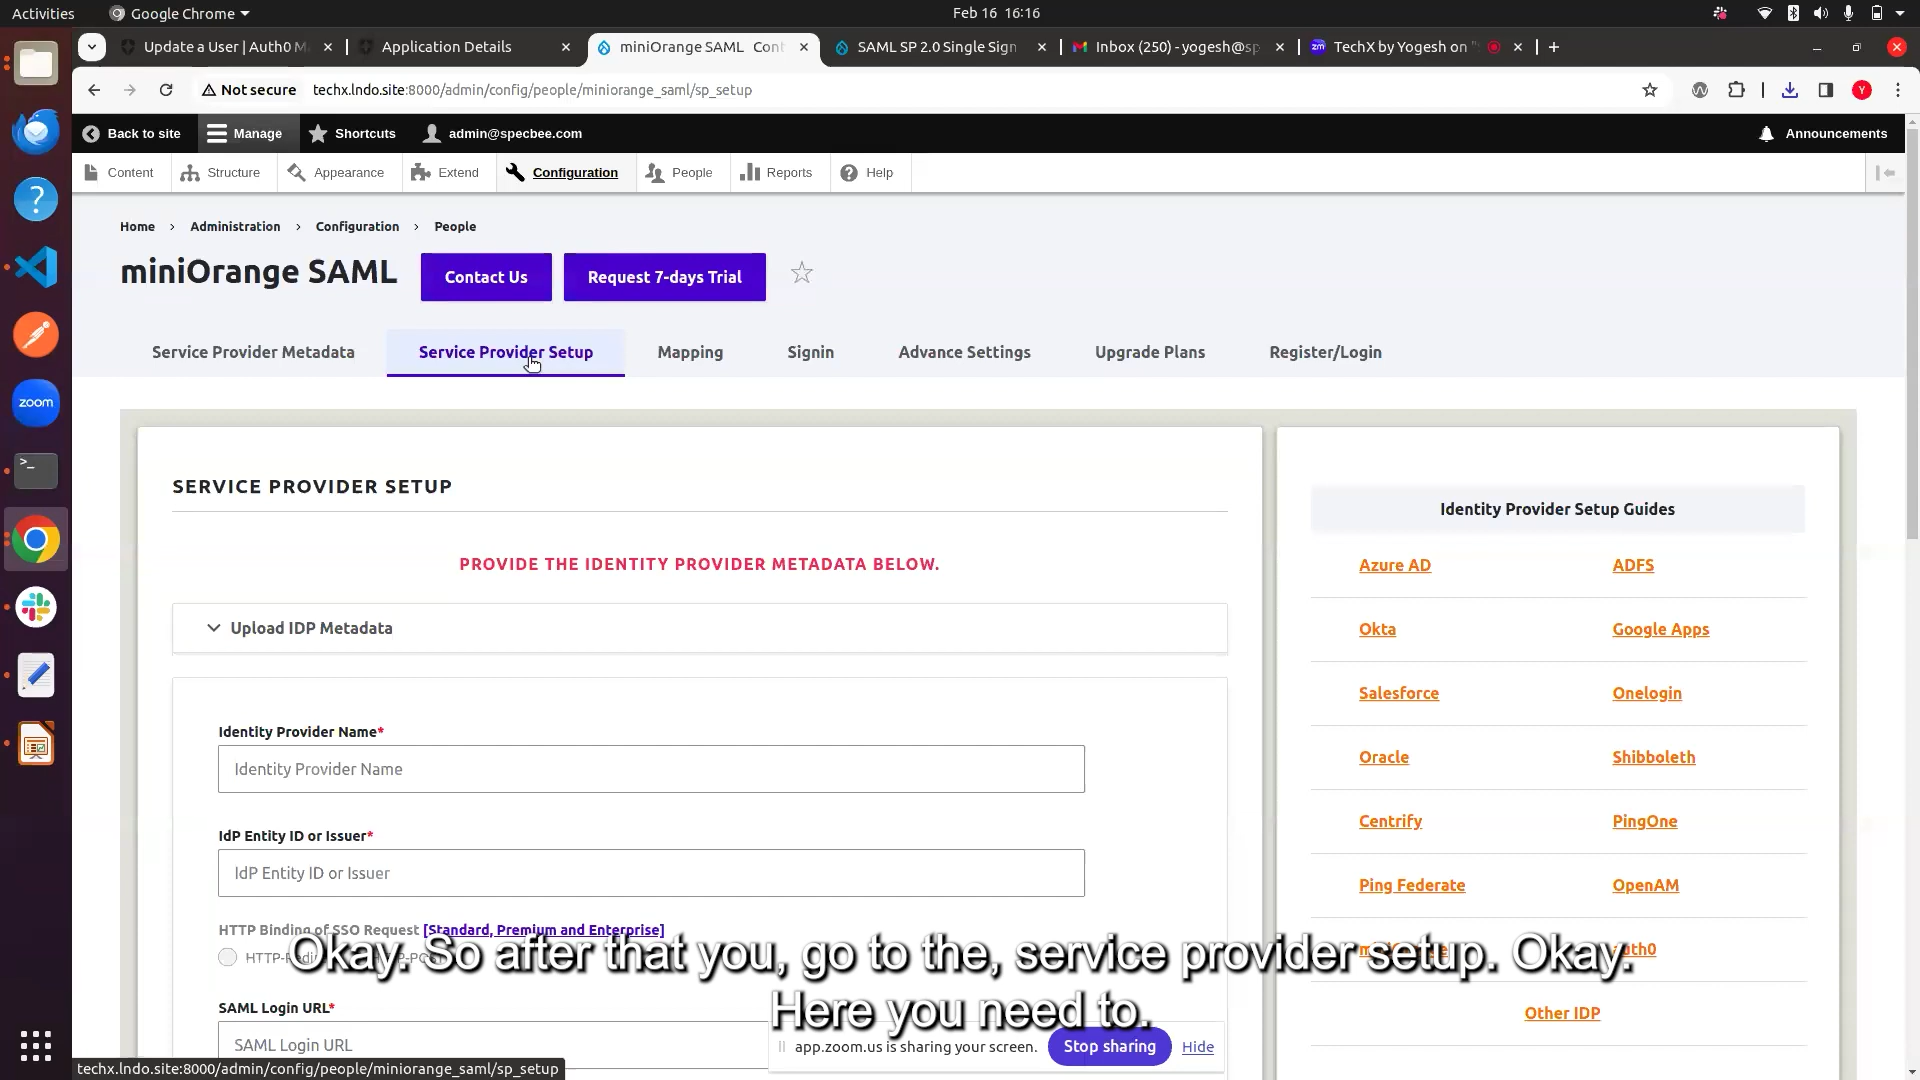 Activities
Google Chrome
Feb 16 16:16
Update a User | Auth0 M
Application Details
miniOrange SAML Con
SAML SP 2.0 Single Sign
Inbox (250) - yogesh@sp
TechX by Yogesh on "S
Not secure
techx.lndo.site:8000/admin/config/people/miniorange_saml/sp_setup
Y
Back to site
Manage
Shortcuts
admin@specbee.com
Announcements
Content
Structure
Appearance
Extend
Configuration
People
Reports
Help
Home › Administration › Configuration › People
miniOrange SAML
Contact Us
Request 7-days Trial
Service Provider Metadata
Service Provider Setup
Mapping
Signin
Advance Settings
Upgrade Plans
Register/Login
SERVICE PROVIDER SETUP
PROVIDE THE IDENTITY PROVIDER METADATA BELOW.
Upload IDP Metadata
Identity Provider Name*
Identity Provider Name
IdP Entity ID or Issuer*
IdP Entity ID or Issuer
HTTP Binding of SSO Request [Standard, Premium and Enterprise]
SAML Login URL*
SAML Login URL
Identity Provider Setup Guides
Azure AD
ADFS
Okta
Google Apps
Salesforce
Onelogin
Oracle
Shibboleth
Centrify
PingOne
Ping Federate
OpenAM
auth0
Other IDP
Okay. So after that you, go to the, service provider setup. Okay.
Here you need to.
app.zoom.us is sharing your screen.
Stop sharing
Hide
techx.lndo.site:8000/admin/config/people/miniorange_saml/sp_setup
zoom
zm